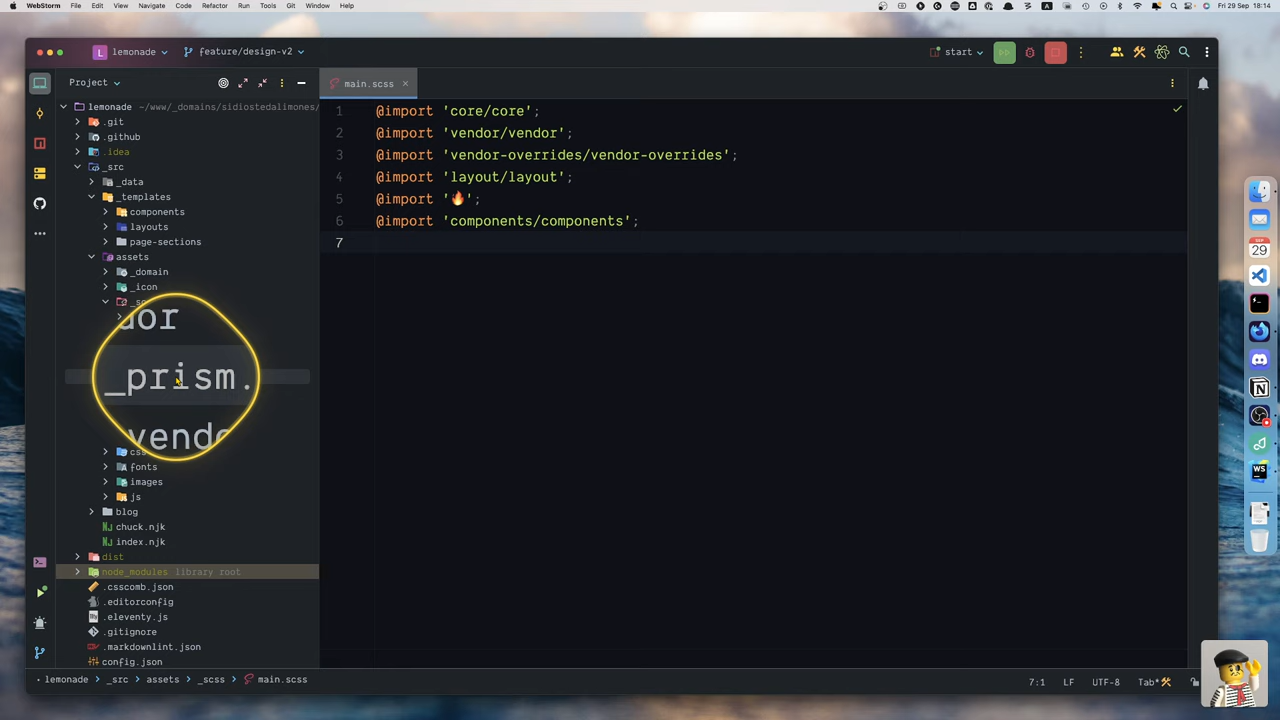 WebStorm File Edit View Navigate Code Refactor Run Tools Git Window Help
A
Fri 29 Sep 18:14
L lemonade feature/design-v2 start
Project
main.scss
lemonade ~/www/_domains/sidiostedalimones/
.git
.github
.idea
_src
_data
_templates
components
layouts
page-sections
assets
_domain
_icon
_prism.
css
fonts
images
js
blog
chuck.njk
index.njk
dist
node_modules library root
.csscomb.json
.editorconfig
.eleventy.js
.gitignore
.markdownlint.json
config.json
1 @import 'core/core';
2 @import 'vendor/vendor';
3 @import 'vendor-overrides/vendor-overrides';
4 @import 'layout/layout';
5 @import '🔥';
6 @import 'components/components';
7
SEP
29
WS
lemonade _src assets _scss main.scss
7:1 LF UTF-8 Tab*